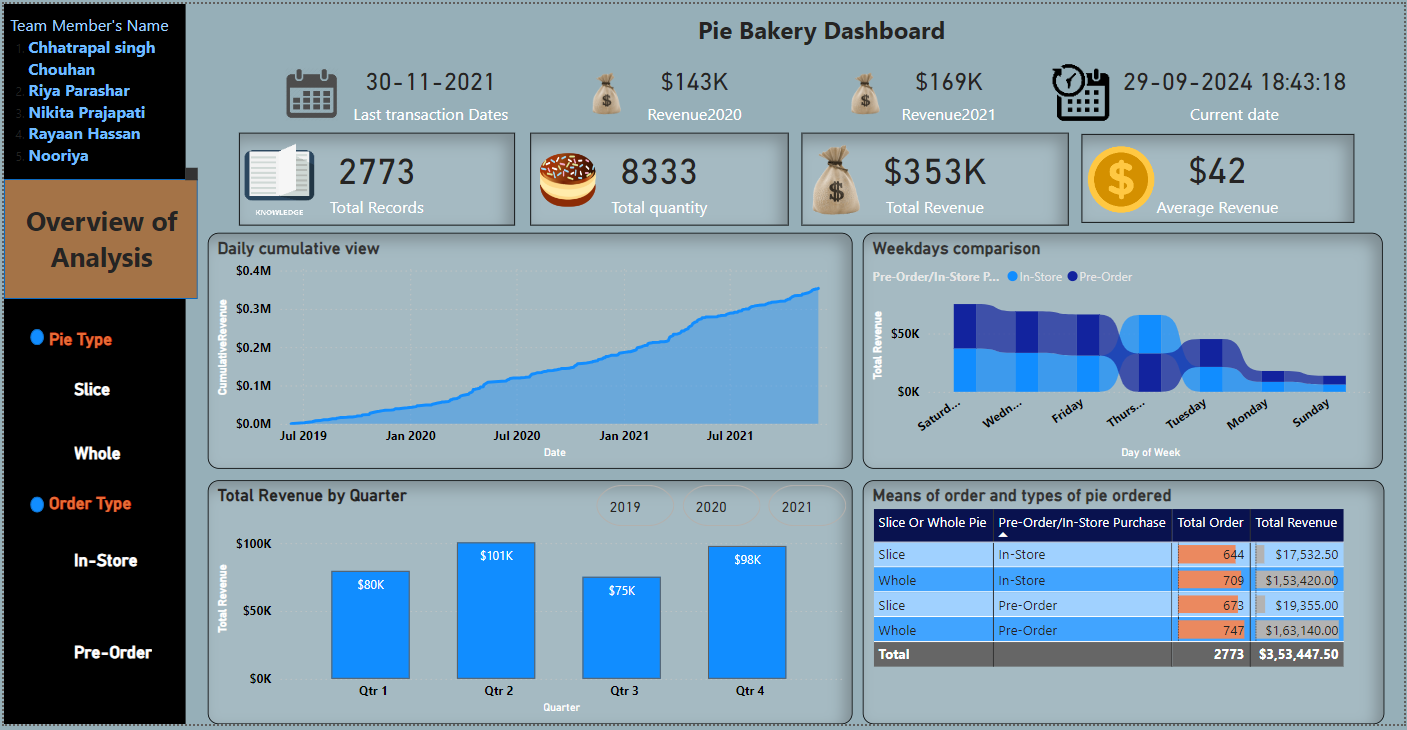 Team Member's Name
1. Chhatrapal singh
Chouhan
2. Riya Parashar
3. Nikita Prajapati
4. Rayaan Hassan
5. Nooriya
Overview of
Analysis
Pie Type
Slice
Whole
Order Type
In-Store
Pre-Order
Pie Bakery Dashboard
30-11-2021
Last transaction Dates
$143K
Revenue2020
$169K
Revenue2021
29-09-2024 18:43:18
Current date
KNOWLEDGE
2773
Total Records
8333
Total quantity
$353K
Total Revenue
$42
Average Revenue
Daily cumulative view
CumulativeRevenue
$0.4M
$0.3M
$0.2M
$0.1M
$0.0M
Jul 2019 Jan 2020 Jul 2020 Jan 2021 Jul 2021
Date
Weekdays comparison
Pre-Order/In-Store P... In-Store Pre-Order
Total Revenue
$50K
$0K
Saturd... Wedn... Friday Thurs... Tuesday Monday Sunday
Day of Week
Total Revenue by Quarter
2019 2020 2021
Total Revenue
$100K
$50K
$0K
$80K $101K $75K $98K
Qtr 1 Qtr 2 Qtr 3 Qtr 4
Quarter
Means of order and types of pie ordered
Slice Or Whole Pie Pre-Order/In-Store Purchase Total Order Total Revenue
Slice In-Store 644 $17,532.50
Whole In-Store 709 $1,53,420.00
Slice Pre-Order 673 $19,355.00
Whole Pre-Order 747 $1,63,140.00
Total 2773 $3,53,447.50